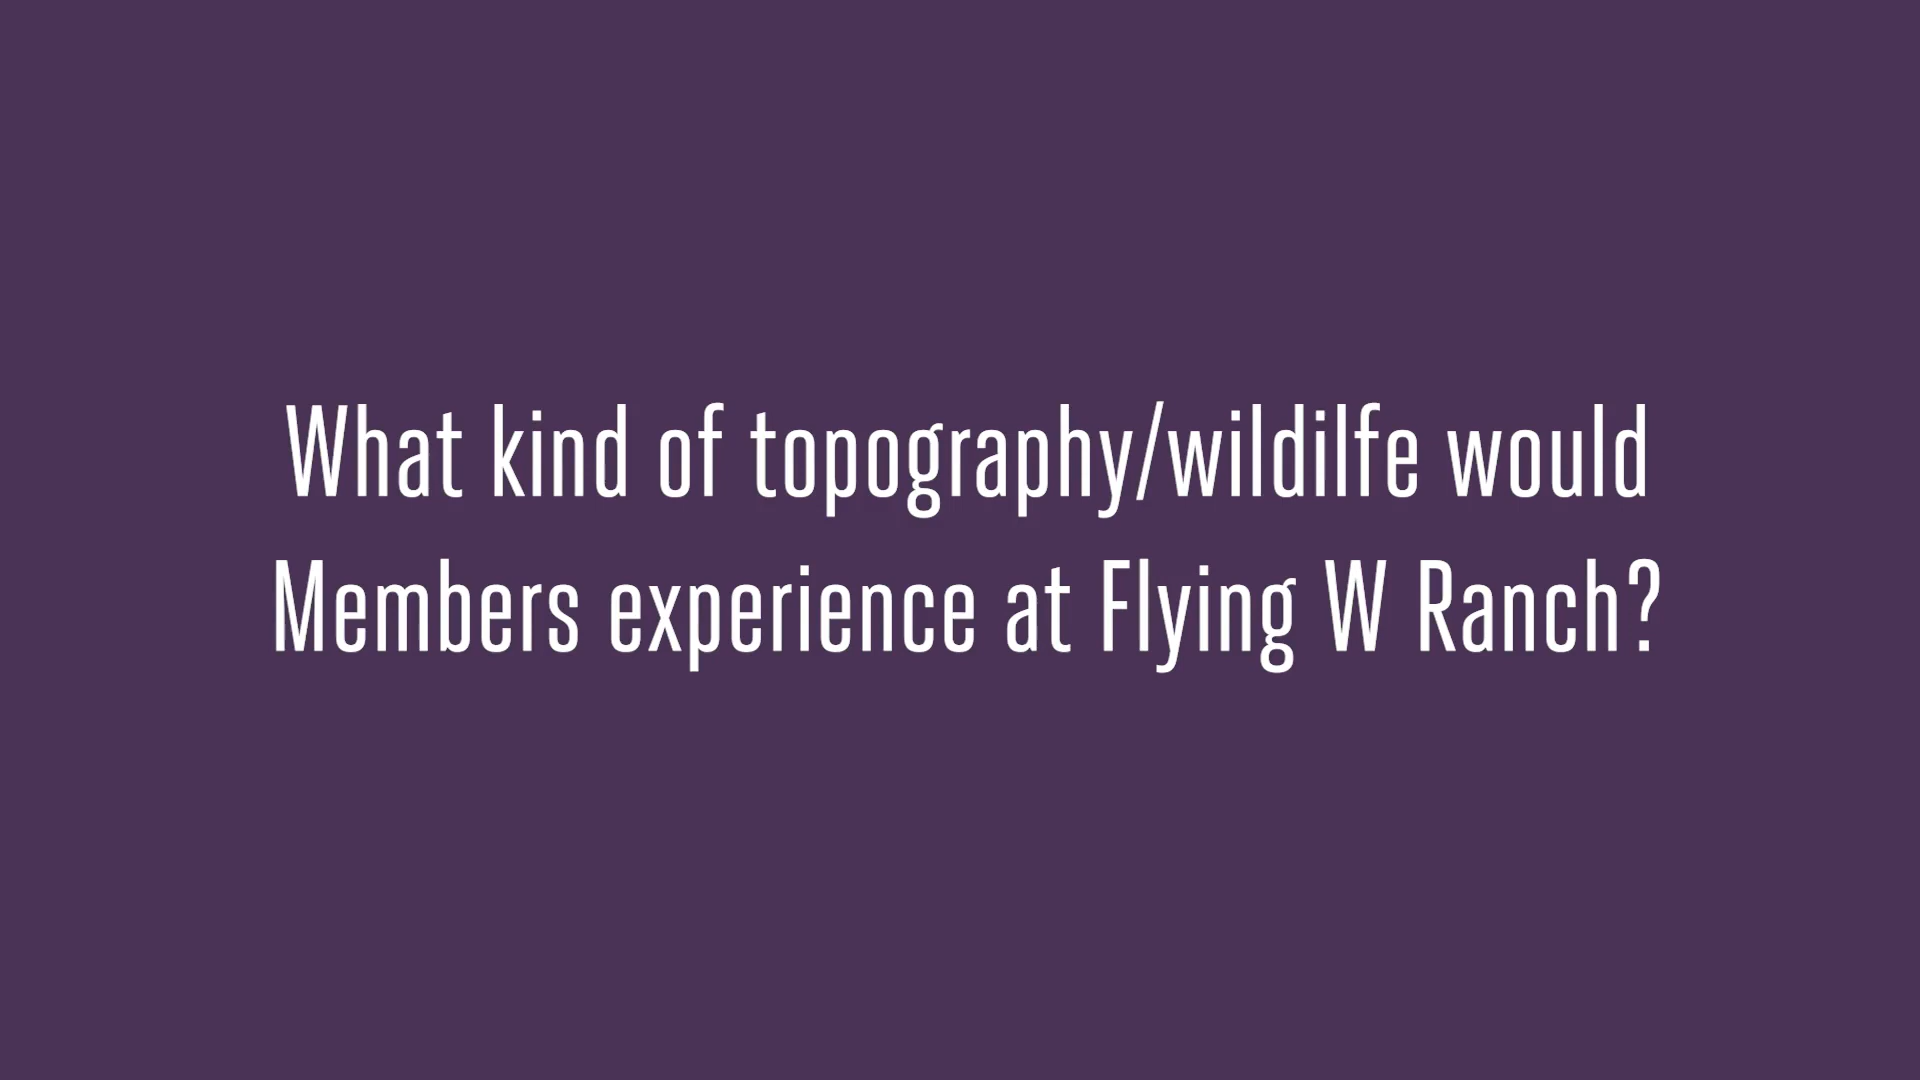 What kind of topography/wildilfe would
Members experience at Flying W Ranch?